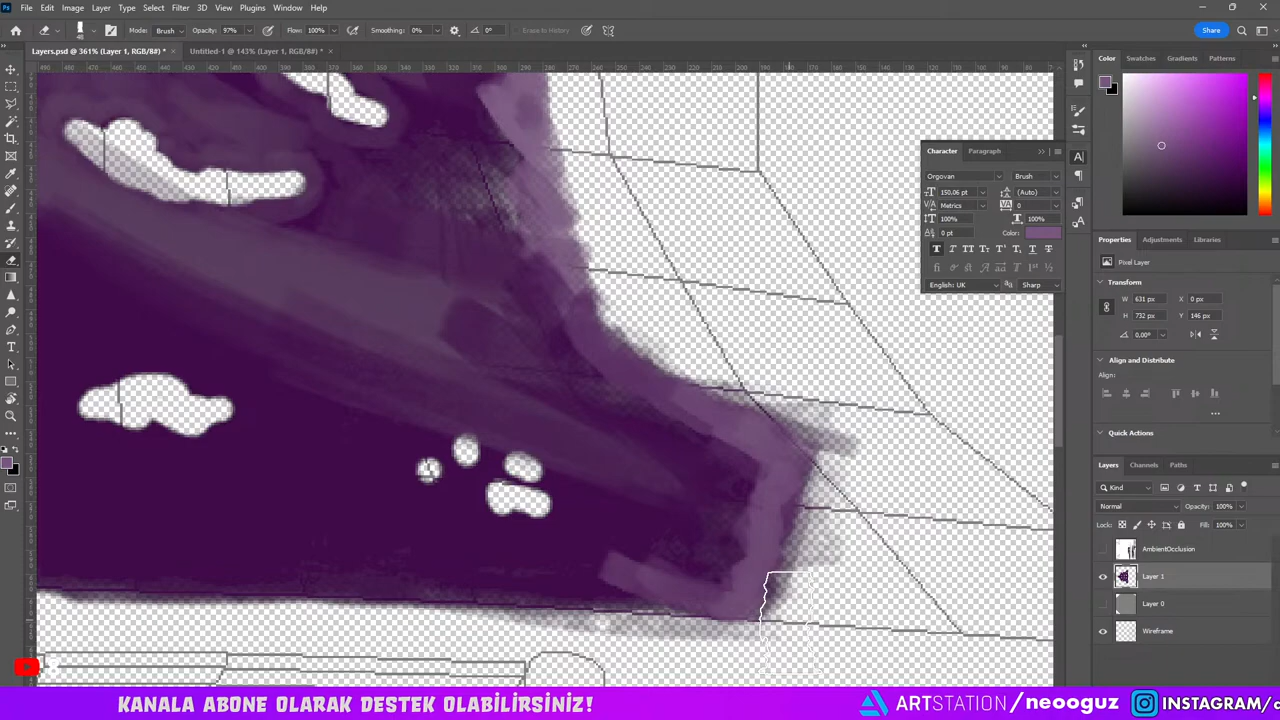 File Edit Image Layer Type Select Filter 3D View Plugins Window Help
Mode: Brush Opacity: 97% Flow: 100% Smoothing: 0% 0° Erase to History Share
Layers.psd @ 361% (Layer 1, RGB/8#) * × Untitled-1 @ 143% (Layer 1, RGB/8#) * ×
Color Swatches Gradients Patterns
Character Paragraph
Orgovan Brush
150.06 pt (Auto)
Metrics 0
100% 100%
0 pt Color:
English: UK Sharp
Properties Adjustments Libraries
Pixel Layer
Transform
W 631 px X 0 px
H 732 px Y 146 px
0.00°
Align and Distribute
Align:
Quick Actions
Layers Channels Paths
Kind
Normal Opacity: 100%
Lock: Fill: 100%
AmbientOcclusion
Layer 1
Layer 0
Wireframe
KANALA ABONE OLARAK DESTEK OLABİLİRSİNİZ! ARTSTATION/neooguz INSTAGRAM/